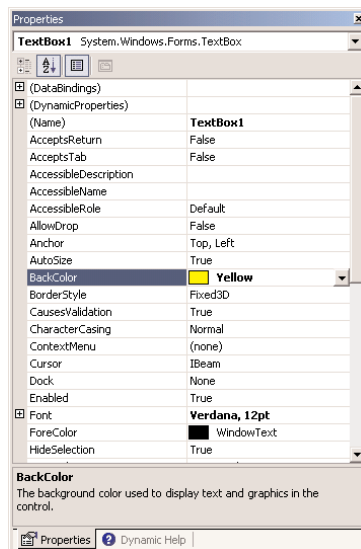 Properties
TextBox1 System.Windows.Forms.TextBox
(DataBindings)
(DynamicProperties)
(Name) TextBox1
AcceptsReturn False
AcceptsTab False
AccessibleDescription
AccessibleName
AccessibleRole Default
AllowDrop False
Anchor Top, Left
AutoSize True
BackColor Yellow
BorderStyle Fixed3D
CausesValidation True
CharacterCasing Normal
ContextMenu (none)
Cursor IBeam
Dock None
Enabled True
Font Verdana, 12pt
ForeColor WindowText
HideSelection True
BackColor
The background color used to display text and graphics in the
control.
Properties Dynamic Help